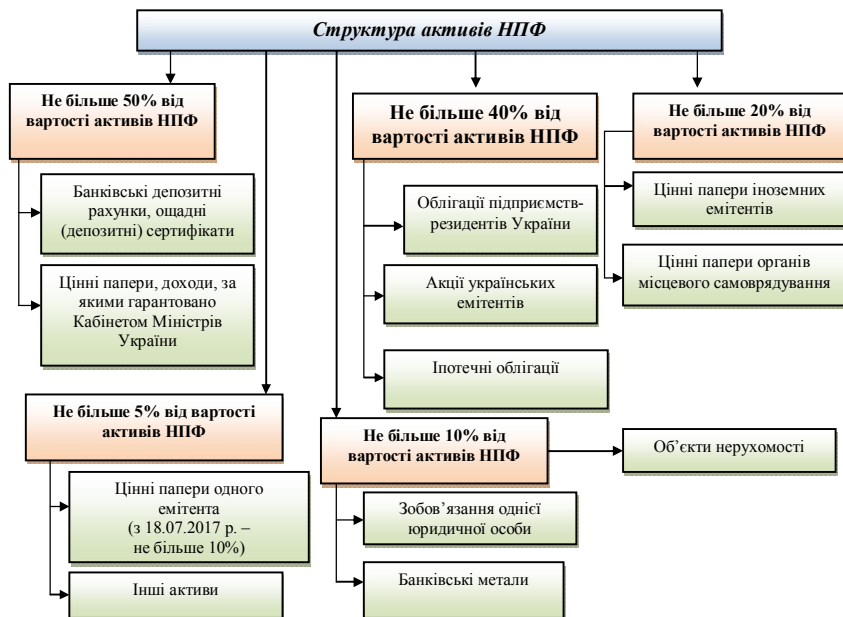 Структура активів НПФ
Не більше 50% від
вартості активів НПФ
Банківські депозитні
рахунки, ощадні
(депозитні) сертифікати
Цінні папери, доходи, за
якими гарантовано
Кабінетом Міністрів
України
Не більше 40% від
вартості активів НПФ
Облігації підприємств-
резидентів України
Акції українських
емітентів
Іпотечні облігації
Не більше 20% від
вартості активів НПФ
Цінні папери іноземних
емітентів
Цінні папери органів
місцевого самоврядування
Не більше 5% від вартості
активів НПФ
Цінні папери одного
емітента
(з 18.07.2017 р. –
не більше 10%)
Інші активи
Не більше 10% від
вартості активів НПФ
Об’єкти нерухомості
Зобов’язання однієї
юридичної особи
Банківські метали